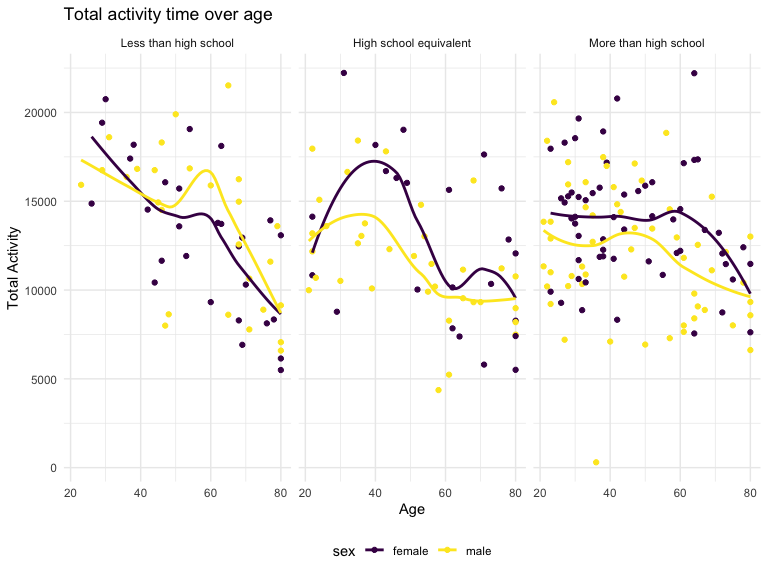 Total activity time over age
Less than high school
High school equivalent
More than high school
Total Activity
20000
15000
10000
5000
0
20 40 60 80
20 40 60 80
20 40 60 80
Age
sex female male